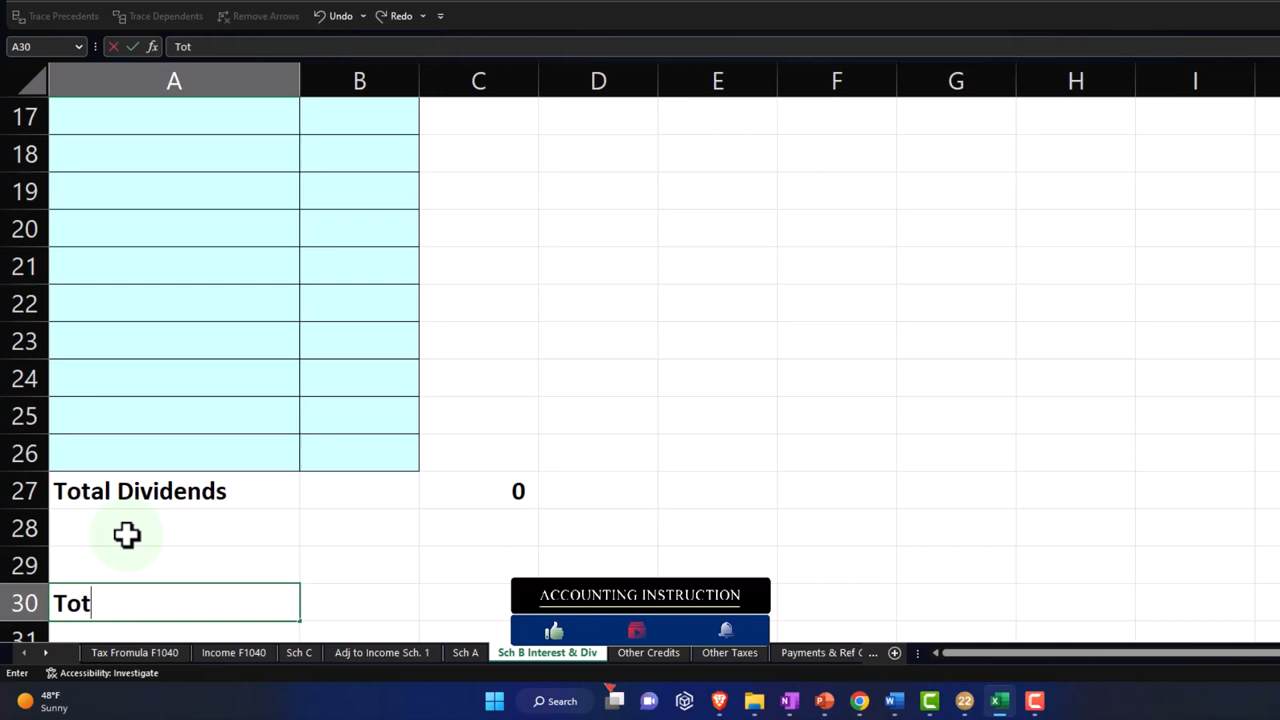 Trace Precedents Trace Dependents Remove Arrows Undo Redo
A30 fx Tot
A B C D E F G H I
17
18
19
20
21
22
23
24
25
26
27 Total Dividends 0
28
29
30 Tot
31
ACCOUNTING INSTRUCTION
Tax Fromula F1040 Income F1040 Sch C Adj to Income Sch. 1 Sch A Sch B Interest & Div Other Credits Other Taxes Payments & Ref C ...
Enter Accessibility: Investigate
48°F Search 22
Sunny